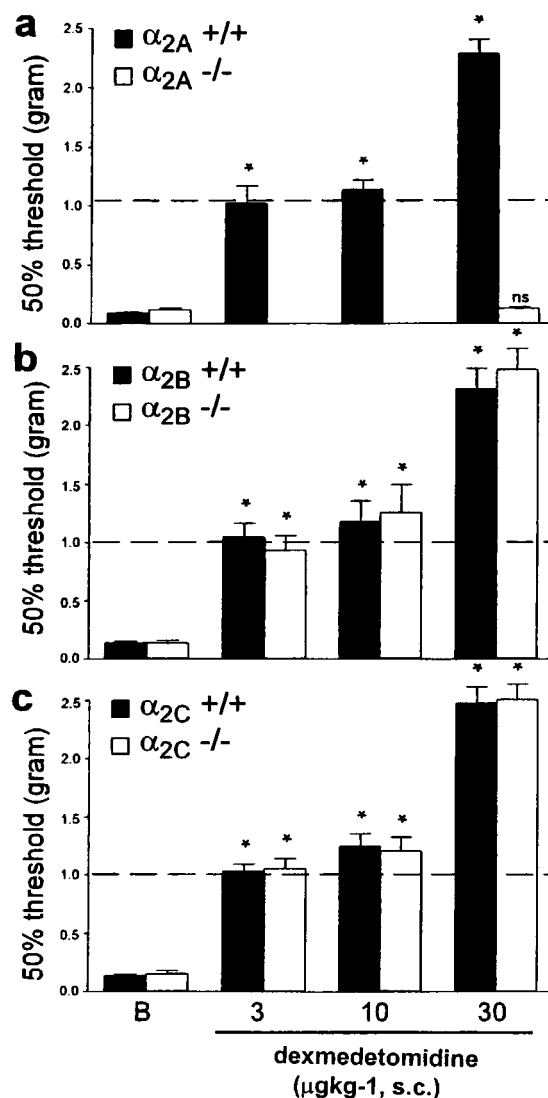 a
α2A +/+
α2A -/-
50% threshold (gram)
2.5
2.0
1.5
1.0
0.5
0.0
*
*
*
ns
b
α2B +/+
α2B -/-
50% threshold (gram)
2.5
2.0
1.5
1.0
0.5
0.0
* *
* *
* *
c
α2C +/+
α2C -/-
50% threshold (gram)
2.5
2.0
1.5
1.0
0.5
0.0
* *
* *
* *
B 3 10 30
dexmedetomidine
(μgkg-1, s.c.)